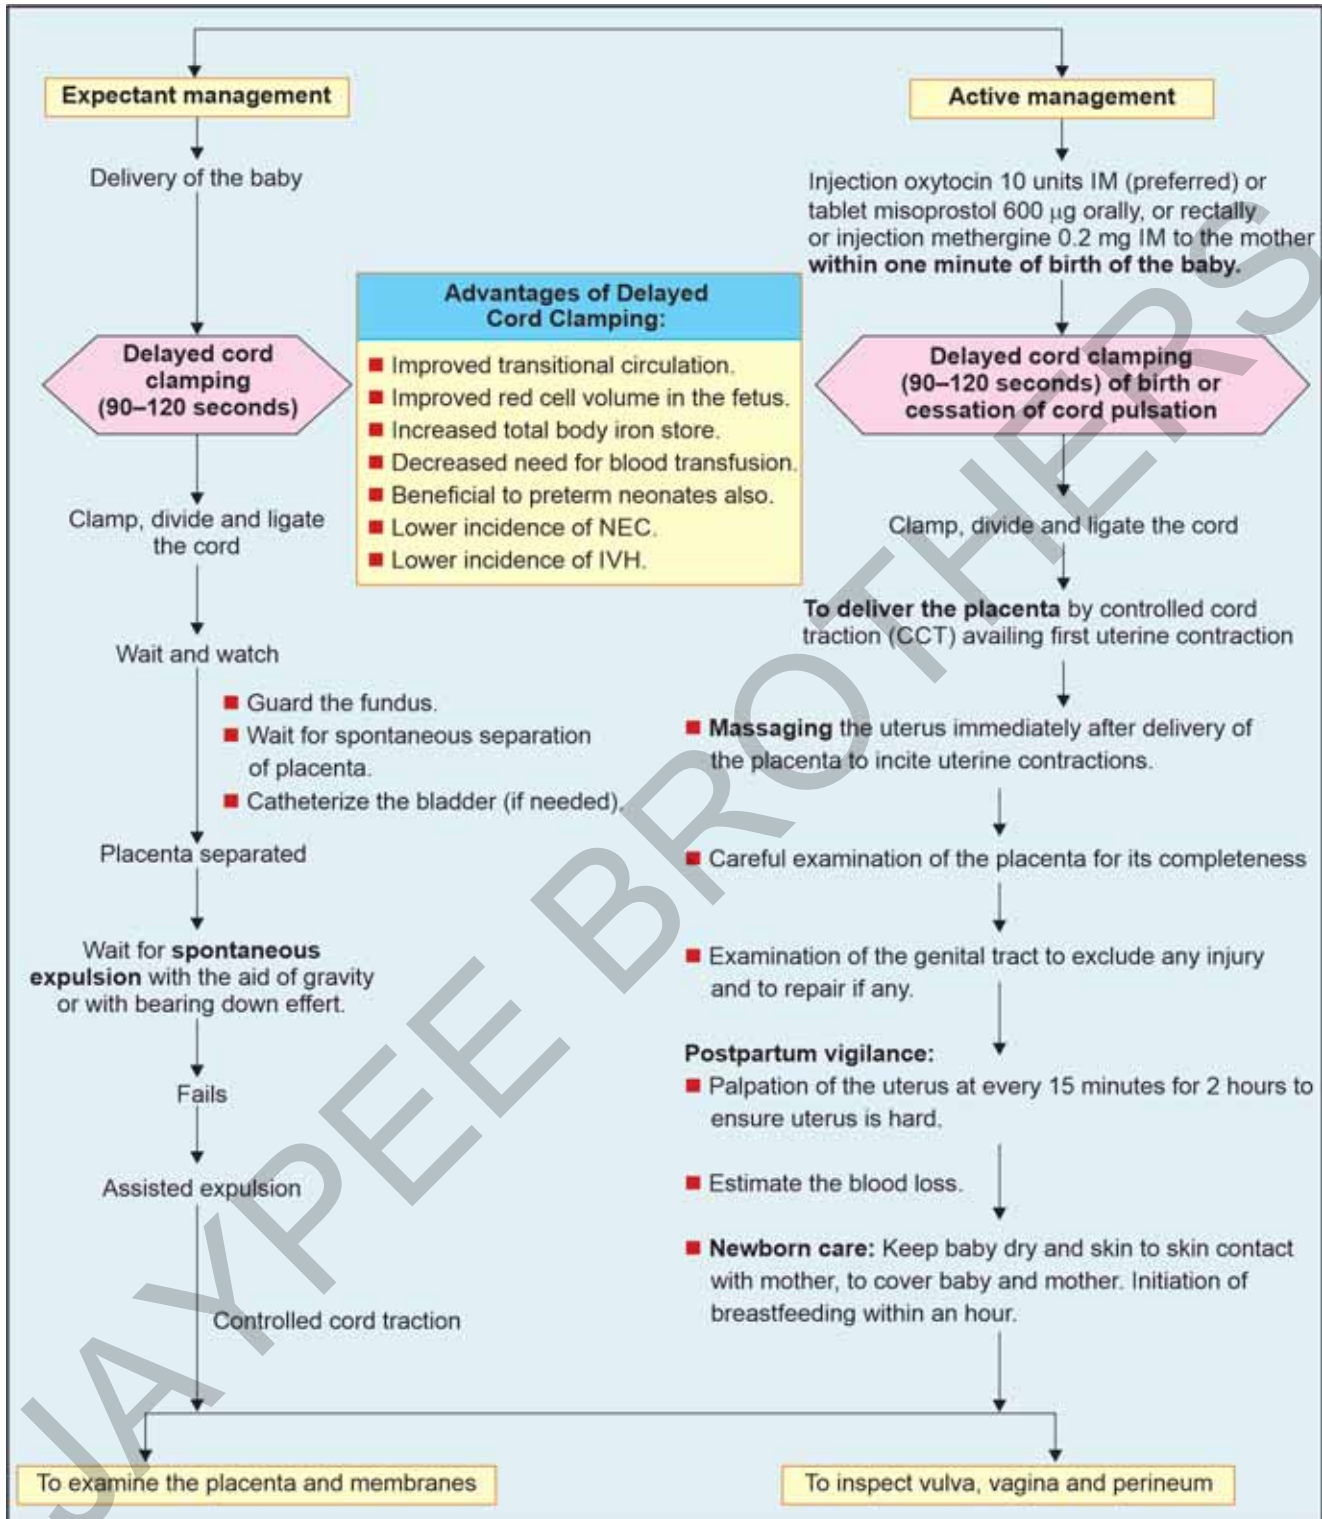 Expectant management
Delivery of the baby
Delayed cord
clamping
(90–120 seconds)
Clamp, divide and ligate
the cord
Wait and watch
■ Guard the fundus.
■ Wait for spontaneous separation
of placenta.
■ Catheterize the bladder (if needed).
Placenta separated
Wait for spontaneous
expulsion with the aid of gravity
or with bearing down effert.
Fails
Assisted expulsion
Controlled cord traction
Advantages of Delayed
Cord Clamping:
■ Improved transitional circulation.
■ Improved red cell volume in the fetus.
■ Increased total body iron store.
■ Decreased need for blood transfusion.
■ Beneficial to preterm neonates also.
■ Lower incidence of NEC.
■ Lower incidence of IVH.
Active management
Injection oxytocin 10 units IM (preferred) or
tablet misoprostol 600 µg orally, or rectally
or injection methergine 0.2 mg IM to the mother
within one minute of birth of the baby.
Delayed cord clamping
(90–120 seconds) of birth or
cessation of cord pulsation
Clamp, divide and ligate the cord
To deliver the placenta by controlled cord
traction (CCT) availing first uterine contraction
■ Massaging the uterus immediately after delivery of
the placenta to incite uterine contractions.
■ Careful examination of the placenta for its completeness
■ Examination of the genital tract to exclude any injury
and to repair if any.
Postpartum vigilance:
■ Palpation of the uterus at every 15 minutes for 2 hours to
ensure uterus is hard.
■ Estimate the blood loss.
■ Newborn care: Keep baby dry and skin to skin contact
with mother, to cover baby and mother. Initiation of
breastfeeding within an hour.
To examine the placenta and membranes
To inspect vulva, vagina and perineum
JAYPEE BROTHERS